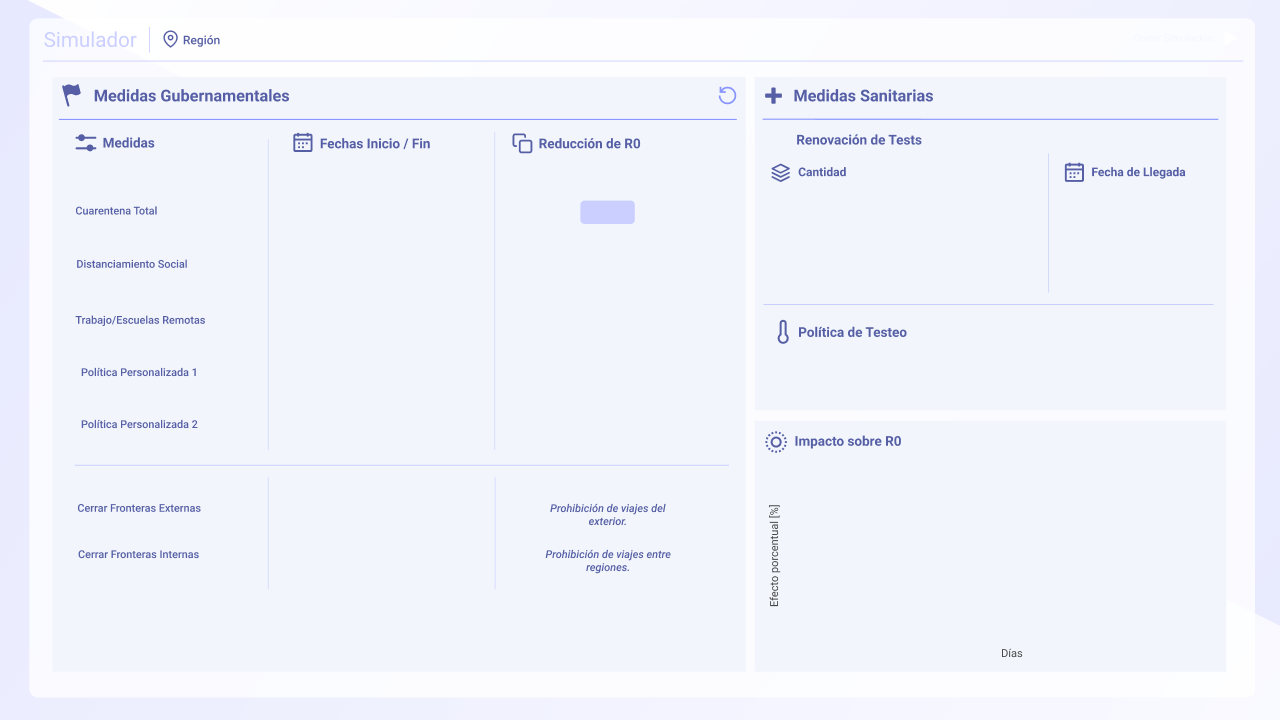 Simulador
Región
Medidas Gubernamentales
Medidas
Fechas Inicio / Fin
Reducción de R0
Cuarentena Total
Distanciamiento Social
Trabajo/Escuelas Remotas
Política Personalizada 1
Política Personalizada 2
Cerrar Fronteras Externas
Prohibición de viajes del
exterior.
Cerrar Fronteras Internas
Prohibición de viajes entre
regiones.
Medidas Sanitarias
Renovación de Tests
Cantidad
Fecha de Llegada
Política de Testeo
Impacto sobre R0
Efecto porcentual [%]
Días